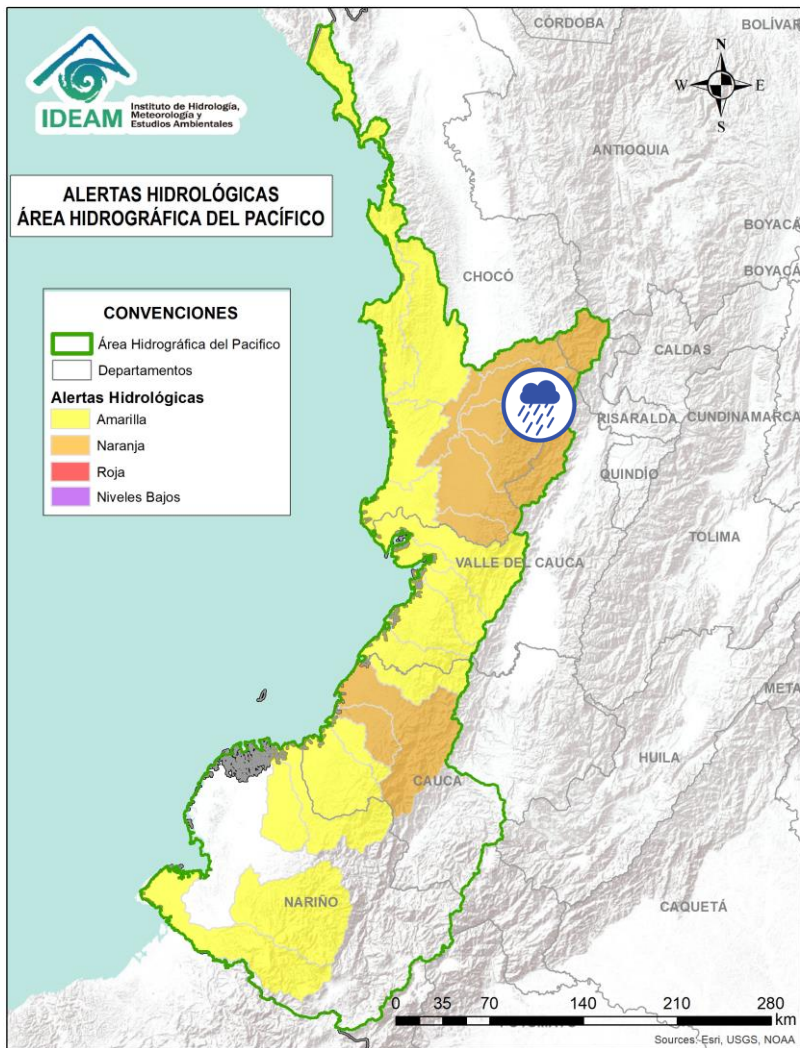 IDEAM
Instituto de Hidrología,
Meteorología y
Estudios Ambientales
ALERTAS HIDROLÓGICAS
ÁREA HIDROGRÁFICA DEL PACÍFICO
CONVENCIONES
Área Hidrográfica del Pacifico
Departamentos
Alertas Hidrológicas
Amarilla
Naranja
Roja
Niveles Bajos
N
W E
S
CÓRDOBA
BOLÍVAR
ANTIOQUIA
BOYACÁ
BOYACÁ
CHOCÓ
CALDAS
RISARALDA
CUNDINAMARCA
QUINDÍO
TOLIMA
VALLE DEL CAUCA
META
HUILA
CAUCA
NARIÑO
CAQUETÁ
0 35 70 140 210 280
km
Sources: Esri, USGS, NOAA